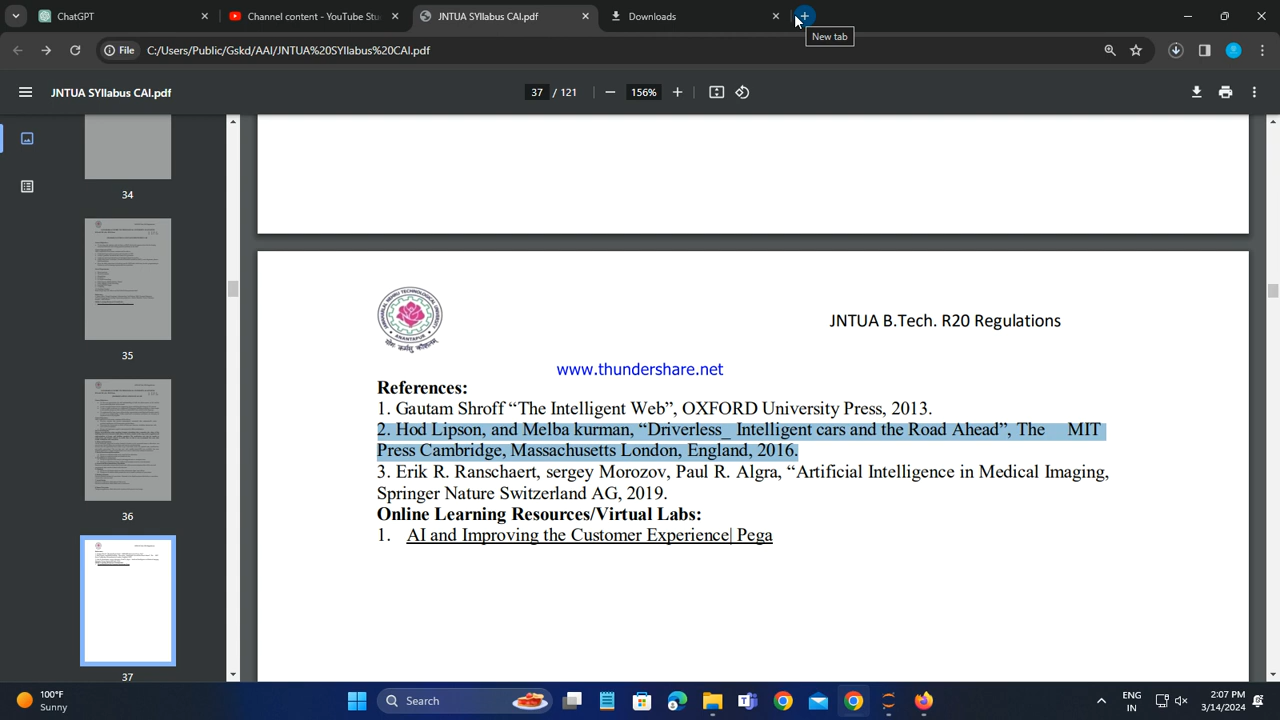 ChatGPT
Channel content - YouTube Stu
JNTUA SYllabus CAI.pdf
Downloads
New tab
File
C:/Users/Public/Gskd/AAI/JNTUA%20SYllabus%20CAI.pdf
JNTUA SYllabus CAI.pdf
37 / 121
156%
34
35
36
37
JNTUA B.Tech. R20 Regulations
www.thundershare.net
References:
1. Gautam Shroff “The Intelligent Web”, OXFORD University Press, 2013.
2. Hod Lipson, and Melba kurman, “Driverless_ Intelligent cars and the Road Ahead”, The MIT
Press Cambridge, Massachusetts London, England, 2016.
3. Erik R. Ranschaert, sergey Morozov, Paul R. Algra, “Artificial Intelligence in Medical Imaging,
Springer Nature Switzerland AG, 2019.
Online Learning Resources/Virtual Labs:
1. AI and Improving the Customer Experience| Pega
100°F
Sunny
Search
ENG
IN
2:07 PM
3/14/2024